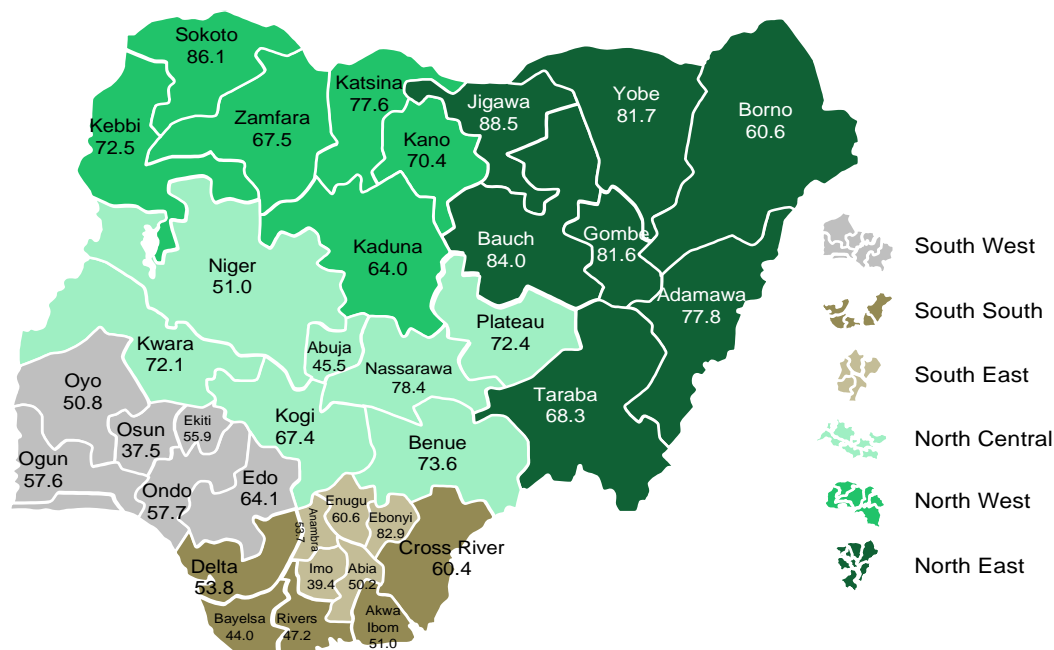 Sokoto
86.1
Katsina
77.6
Kebbi
72.5
Zamfara
67.5
Kano
70.4
Jigawa
88.5
Yobe
81.7
Borno
60.6
Kaduna
64.0
Bauch
84.0
Gombe
81.6
Adamawa
77.8
Niger
51.0
Plateau
72.4
Abuja
45.5
Kwara
72.1
Nassarawa
78.4
Taraba
68.3
Oyo
50.8
Osun
37.5
Ekiti
55.9
Kogi
67.4
Benue
73.6
Ogun
57.6
Ondo
57.7
Edo
64.1
Anambra
53.7
Enugu
60.6
Ebonyi
82.9
Cross River
60.4
Delta
53.8
Imo
39.4
Abia
50.2
Bayelsa
44.0
Rivers
47.2
Akwa
Ibom
51.0
South West
South South
South East
North Central
North West
North East